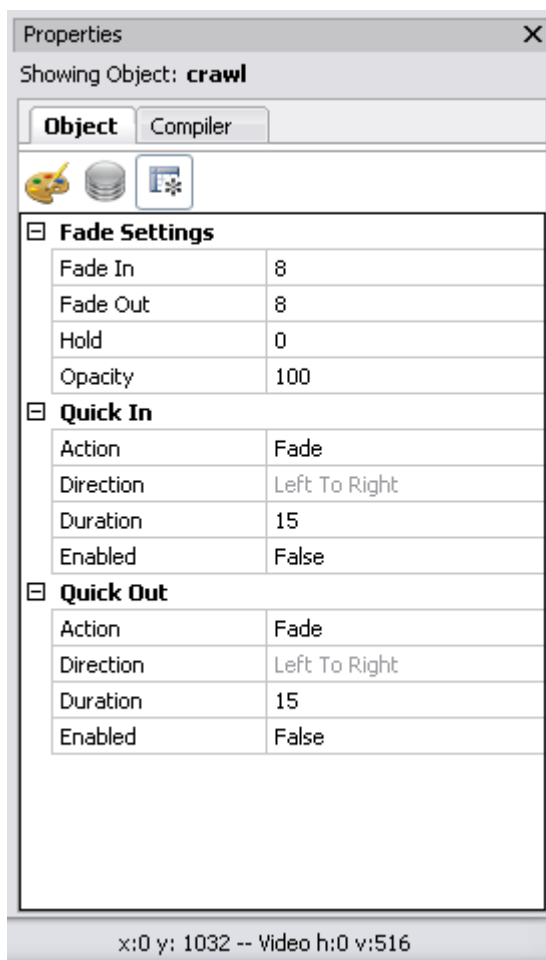 Properties
Showing Object: crawl
Object Compiler
Fade Settings
Fade In 8
Fade Out 8
Hold 0
Opacity 100
Quick In
Action Fade
Direction Left To Right
Duration 15
Enabled False
Quick Out
Action Fade
Direction Left To Right
Duration 15
Enabled False
x:0 y: 1032 -- Video h:0 v:516